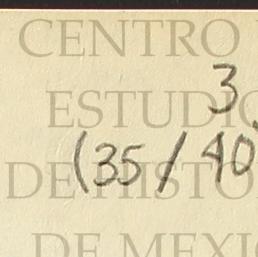 CENTRO
3
ESTUDIO
(35/40)
DE HISTO
DE MEXIC